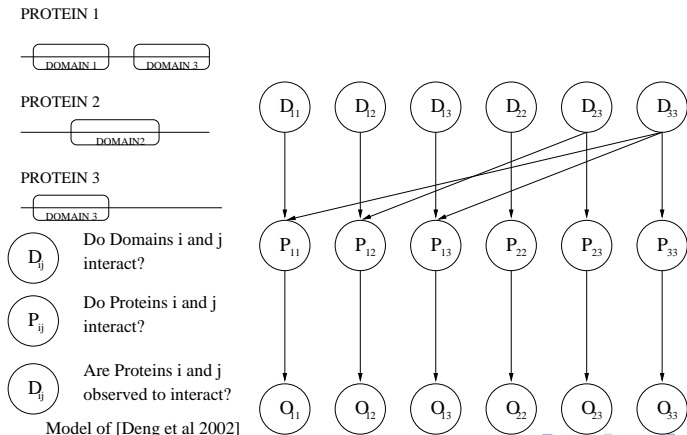 PROTEIN 1
DOMAIN 1 DOMAIN 3
PROTEIN 2
DOMAIN2
PROTEIN 3
DOMAIN 3
D11 D12 D13 D22 D23 D33
P11 P12 P13 P22 P23 P33
O11 O12 O13 O22 O23 O33
Dij
Do Domains i and j
interact?
Pij
Do Proteins i and j
interact?
Dij
Are Proteins i and j
observed to interact?
Model of [Deng et al 2002]